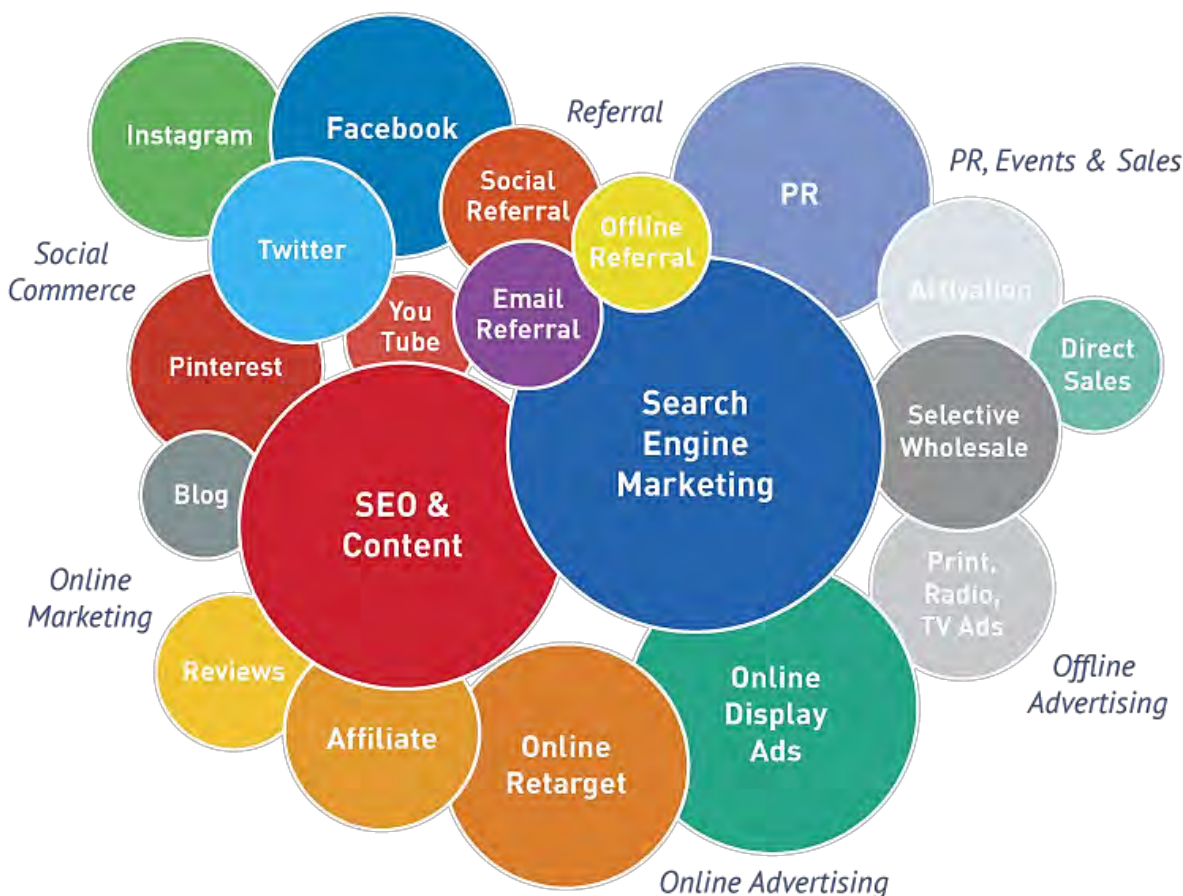 Instagram
Facebook
Referral
Social
Referral
PR, Events & Sales
PR
Offline
Referral
Twitter
Social
Commerce
Activation
You
Tube
Email
Referral
Pinterest
Direct
Sales
Search
Engine
Marketing
Selective
Wholesale
Blog
SEO &
Content
Print,
Radio,
TV Ads
Online
Marketing
Reviews
Offline
Advertising
Online
Display
Ads
Affiliate
Online
Retarget
Online Advertising